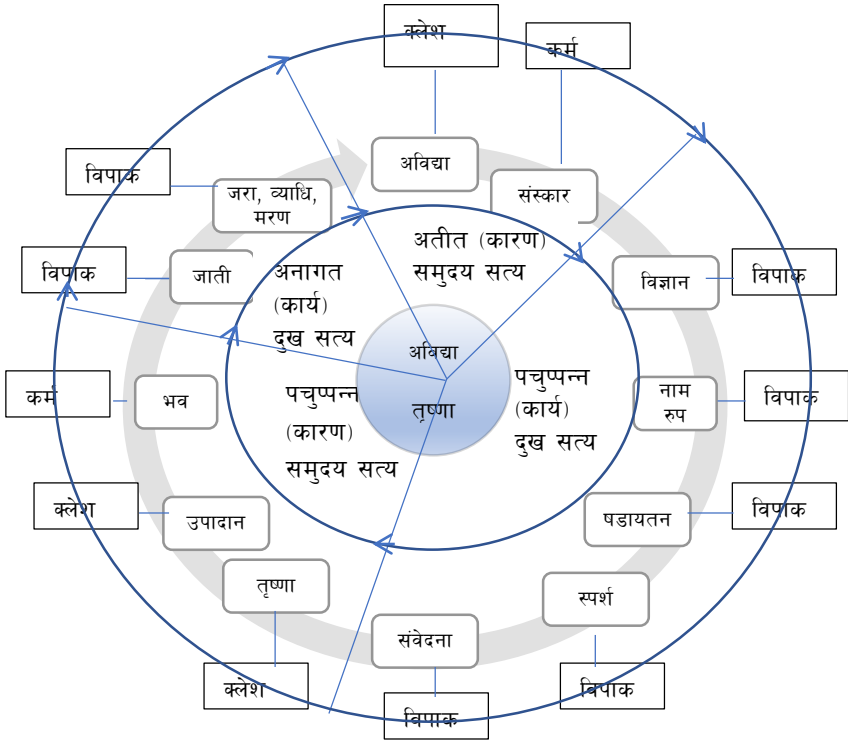 क्लेश
कर्म
अविद्या
संस्कार
विपाक
जरा, व्याधि,
मरण
विपाक
जाती
अतीत (कारण)
समुदय सत्य
अनागत
(कार्य)
दुख सत्य
विज्ञान
विपाक
अविद्या
तृष्णा
पचुप्पन्न
(कार्य)
दुख सत्य
पचुप्पन्न
(कारण)
समुदय सत्य
नाम
रुप
विपाक
कर्म
भव
क्लेश
उपादान
षडायतन
विपाक
तृष्णा
स्पर्श
संवेदना
क्लेश
विपाक
विपाक